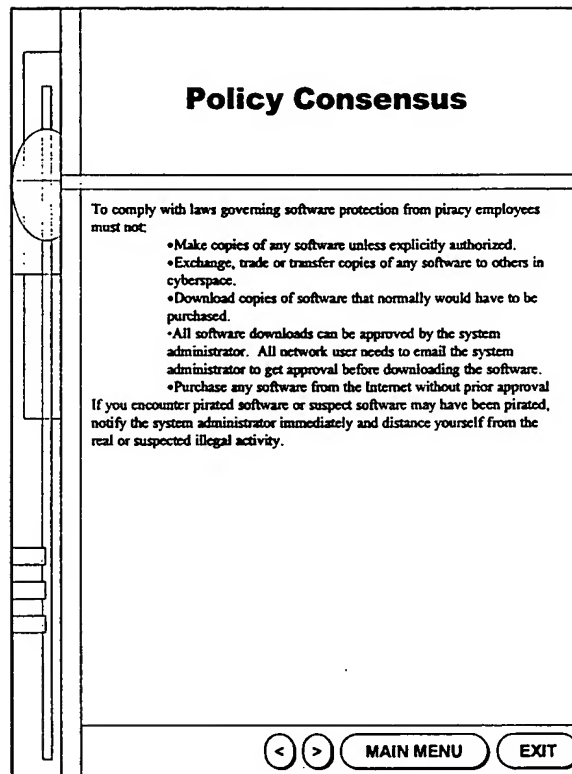 Policy Consensus
To comply with laws governing software protection from piracy employees
must not;
•Make copies of any software unless explicitly authorized.
•Exchange, trade or transfer copies of any software to others in
cyberspace.
•Download copies of software that normally would have to be
purchased.
•All software downloads can be approved by the system
administrator. All network user needs to email the system
administrator to get approval before downloading the software.
•Purchase any software from the Internet without prior approval
If you encounter pirated software or suspect software may have been pirated,
notify the system administrator immediately and distance yourself from the
real or suspected illegal activity.
< > MAIN MENU EXIT